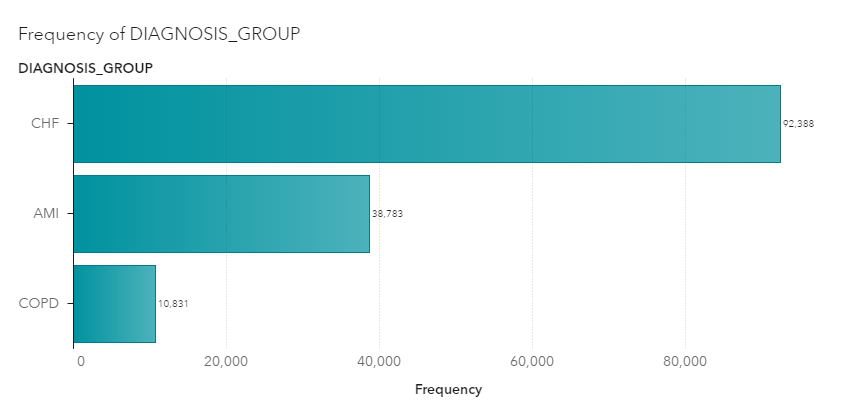 Frequency of DIAGNOSIS_GROUP
DIAGNOSIS_GROUP
CHF
92,388
AMI
38,783
COPD
10,831
0 20,000 40,000 60,000 80,000
Frequency